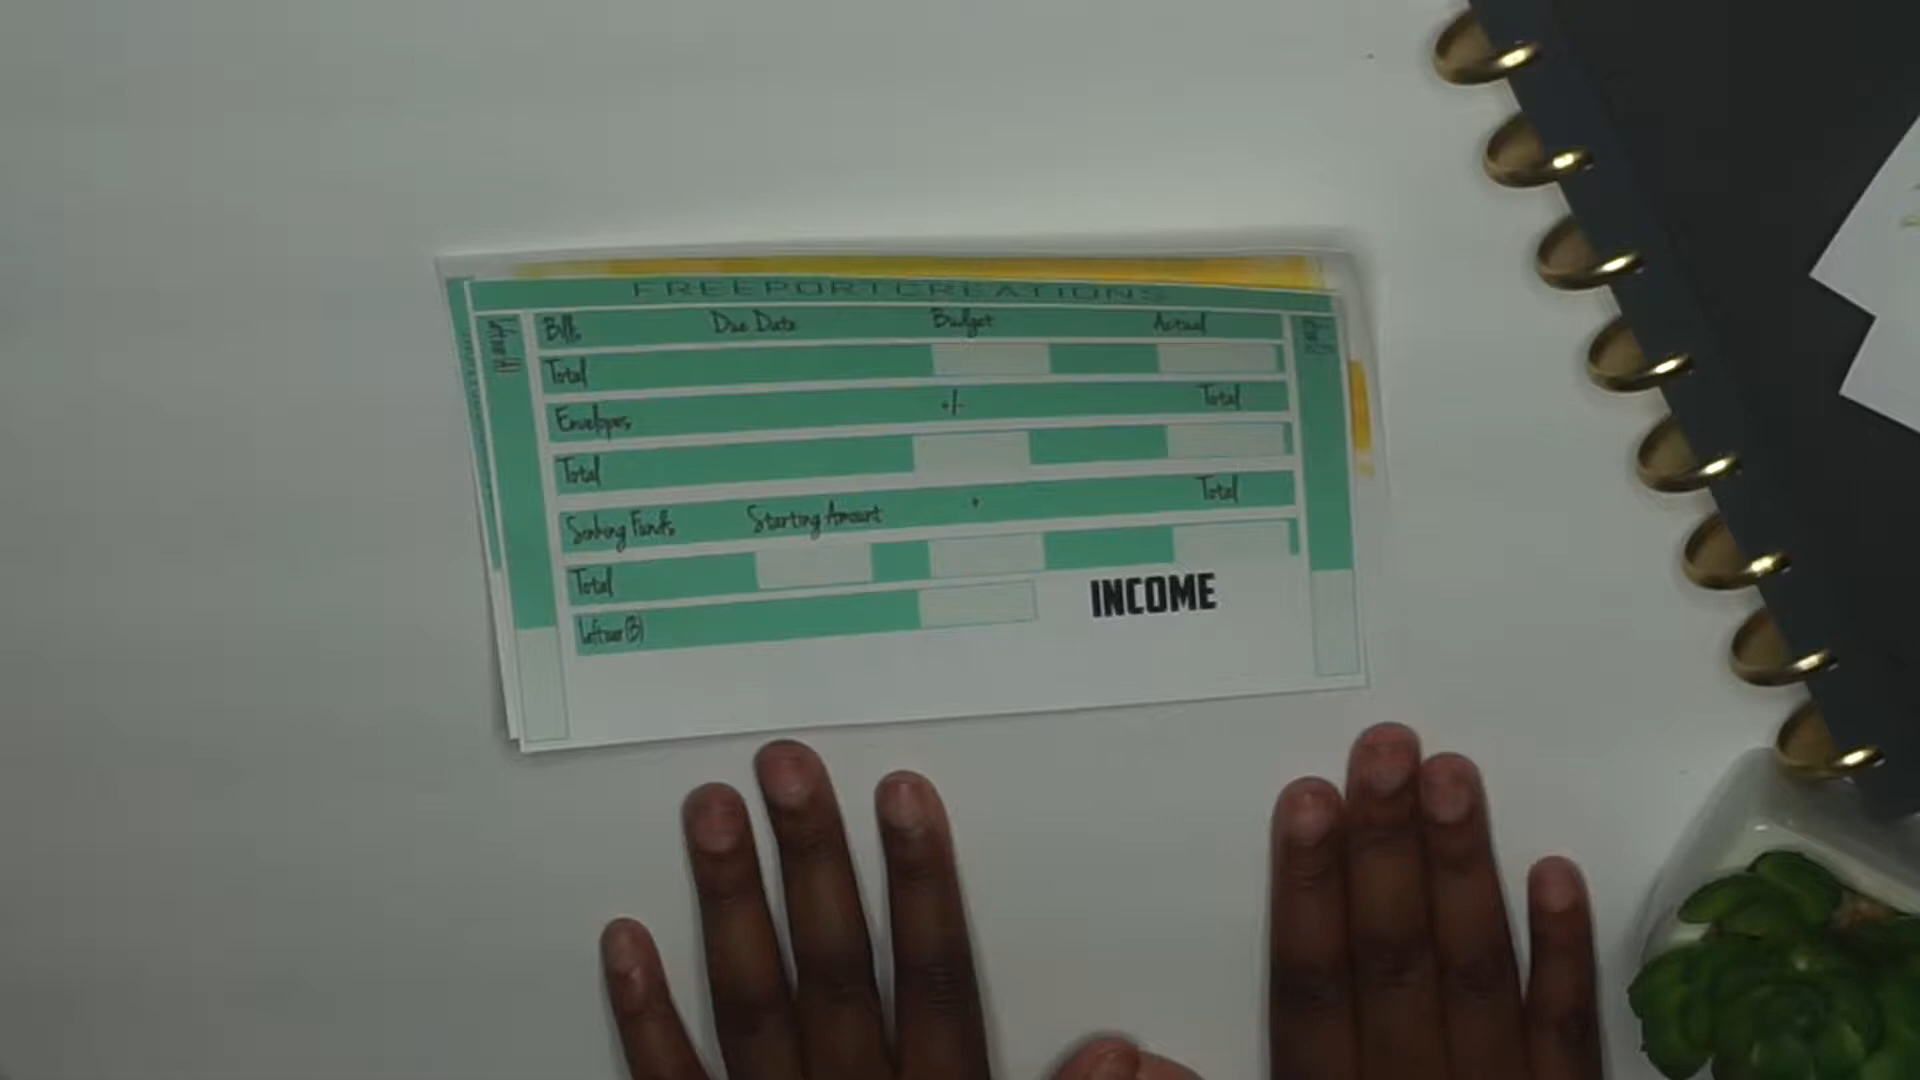 FREEPORTCREATIONS
Bills Due Date Budget Actual
Total
Envelopes +/- Total
Total
Sinking Funds Starting Amount + Total
Total
Leftover(B)
INCOME